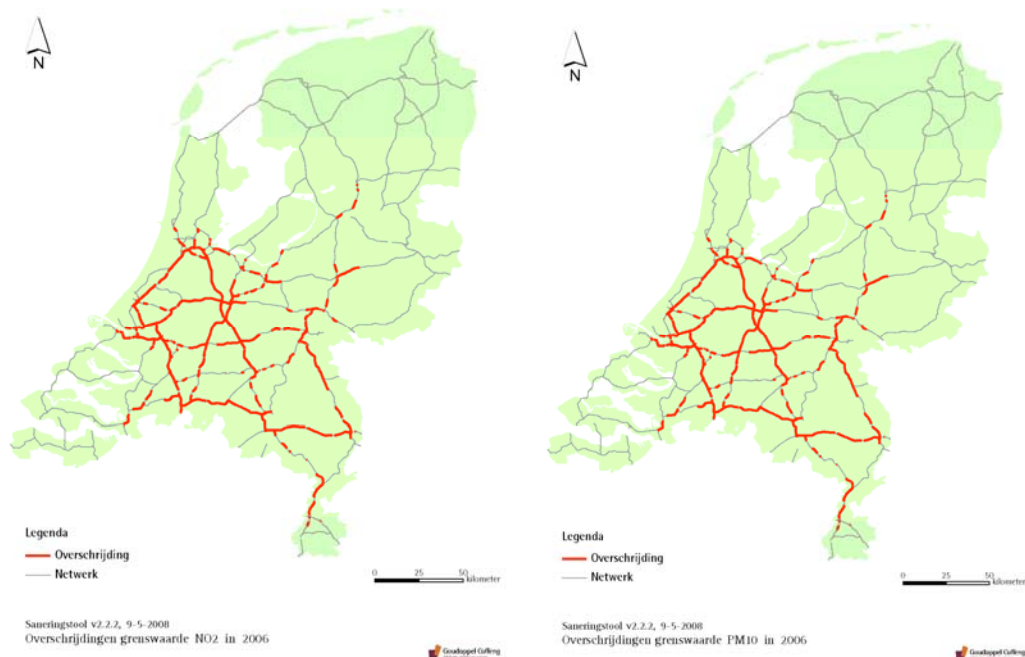 N
Legenda
Overschrijding
Netwerk
0 25 50
kilometer
Saneringstool v2.2.2, 9-5-2008
Overschrijdingen grenswaarde NO2 in 2006
Goudappel Coffeng
N
Legenda
Overschrijding
Netwerk
0 25 50
kilometer
Saneringstool v2.2.2, 9-5-2008
Overschrijdingen grenswaarde PM10 in 2006
Goudappel Coffeng